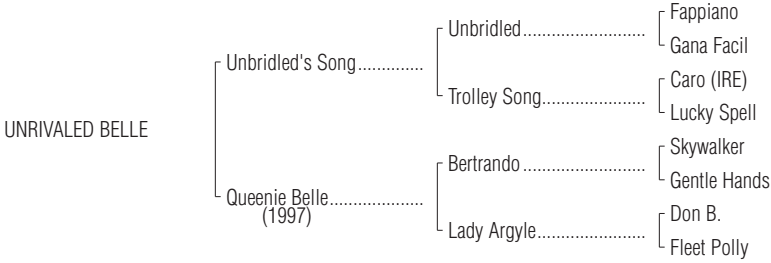 Fappiano
Unbridled..............................
Gana Facil
Unbridled's Song..............
Caro (IRE)
Trolley Song..........................
Lucky Spell
UNRIVALED BELLE
Skywalker
Bertrando ..............................
Gentle Hands
Queenie Belle....................
(1997)
Don B.
Lady Argyle...........................
Fleet Polly